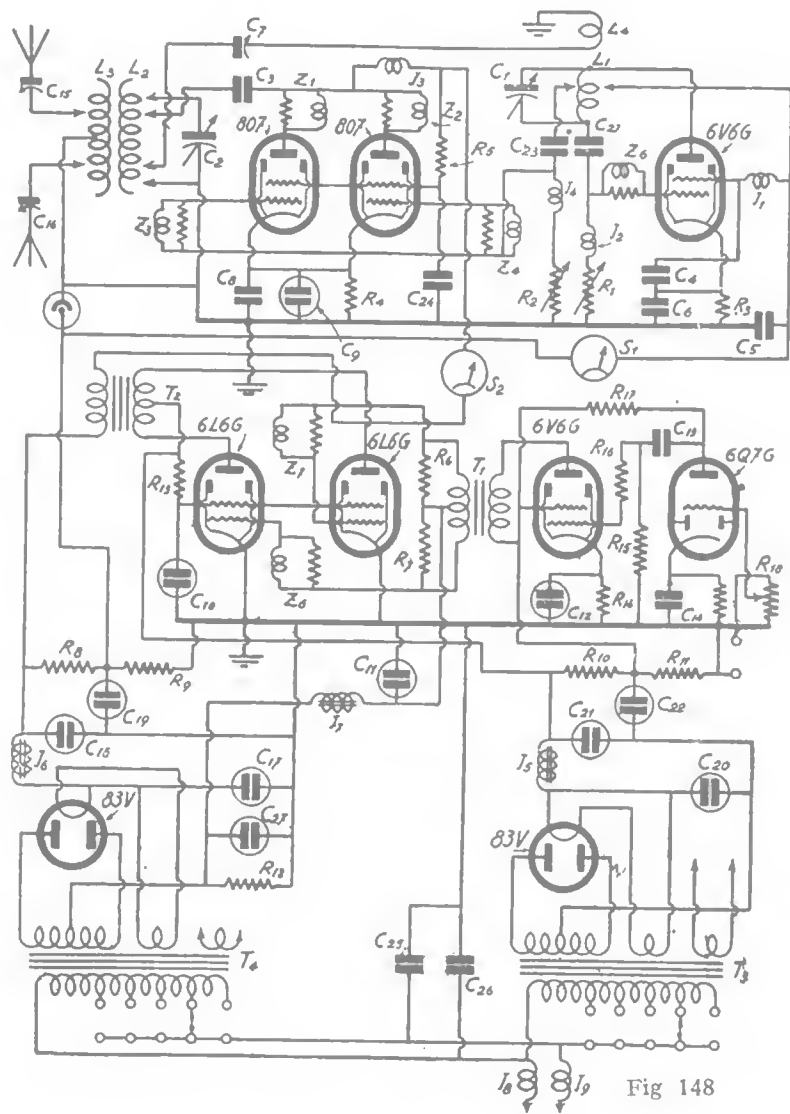 C7
L4
C15
L3
L2
C3
Z1
J3
C1
L1
807
807
Z2
C23
C27
6V6G
C2
R5
Z6
J4
J1
C16
Z3
Z4
J2
C4
C8
R4
C24
R2
R1
C6
R3
C9
C5
S1
S2
T2
R17
6L6G
6L6G
6V6G
C13
R6
T1
R16
6Q7G
R13
Z7
R15
R18
R7
Z5
C10
C12
R14
C14
R8
R9
C11
R10
R11
C19
C21
C22
C18
J7
J6
C17
J5
C20
83V
C27
83V
R12
T4
C25
C26
T3
J8
J9
Fig 148